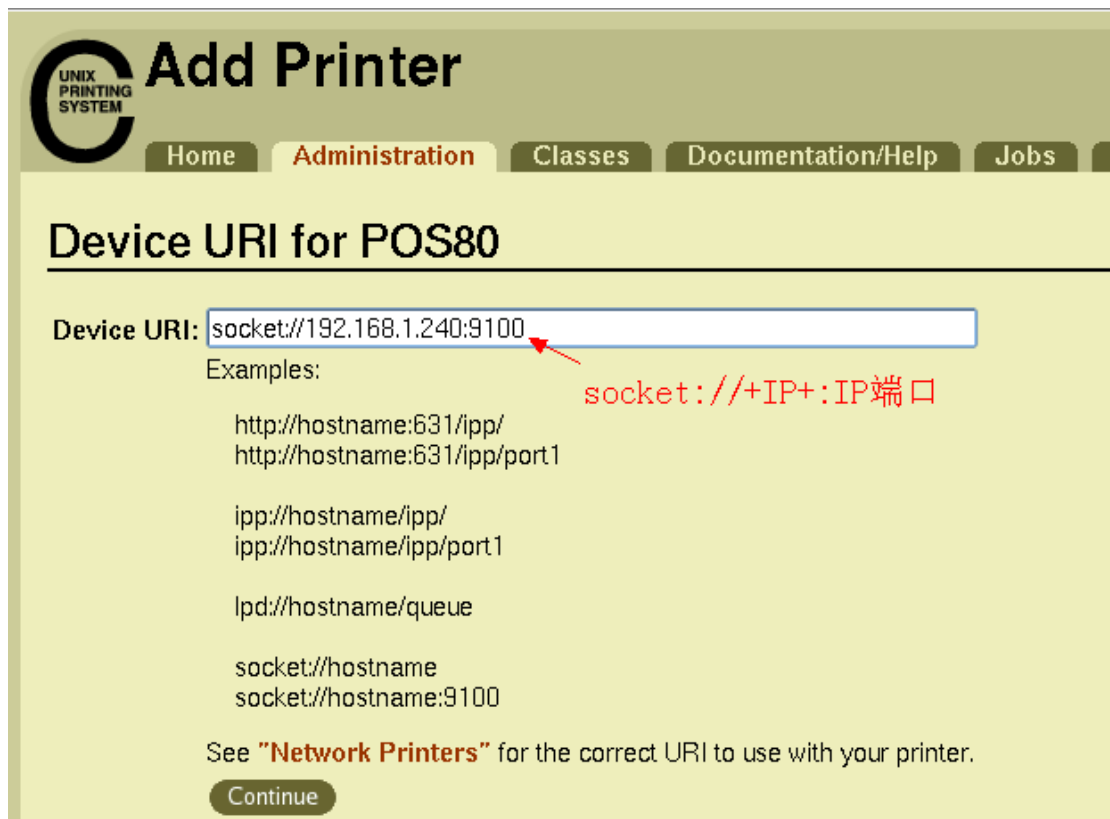 UNIX
PRINTING
SYSTEM
Add Printer
Home Administration Classes Documentation/Help Jobs
Device URI for POS80
Device URI: socket://192.168.1.240:9100
Examples:
socket://+IP+:IP端口
http://hostname:631/ipp/
http://hostname:631/ipp/port1
ipp://hostname/ipp/
ipp://hostname/ipp/port1
lpd://hostname/queue
socket://hostname
socket://hostname:9100
See "Network Printers" for the correct URI to use with your printer.
Continue